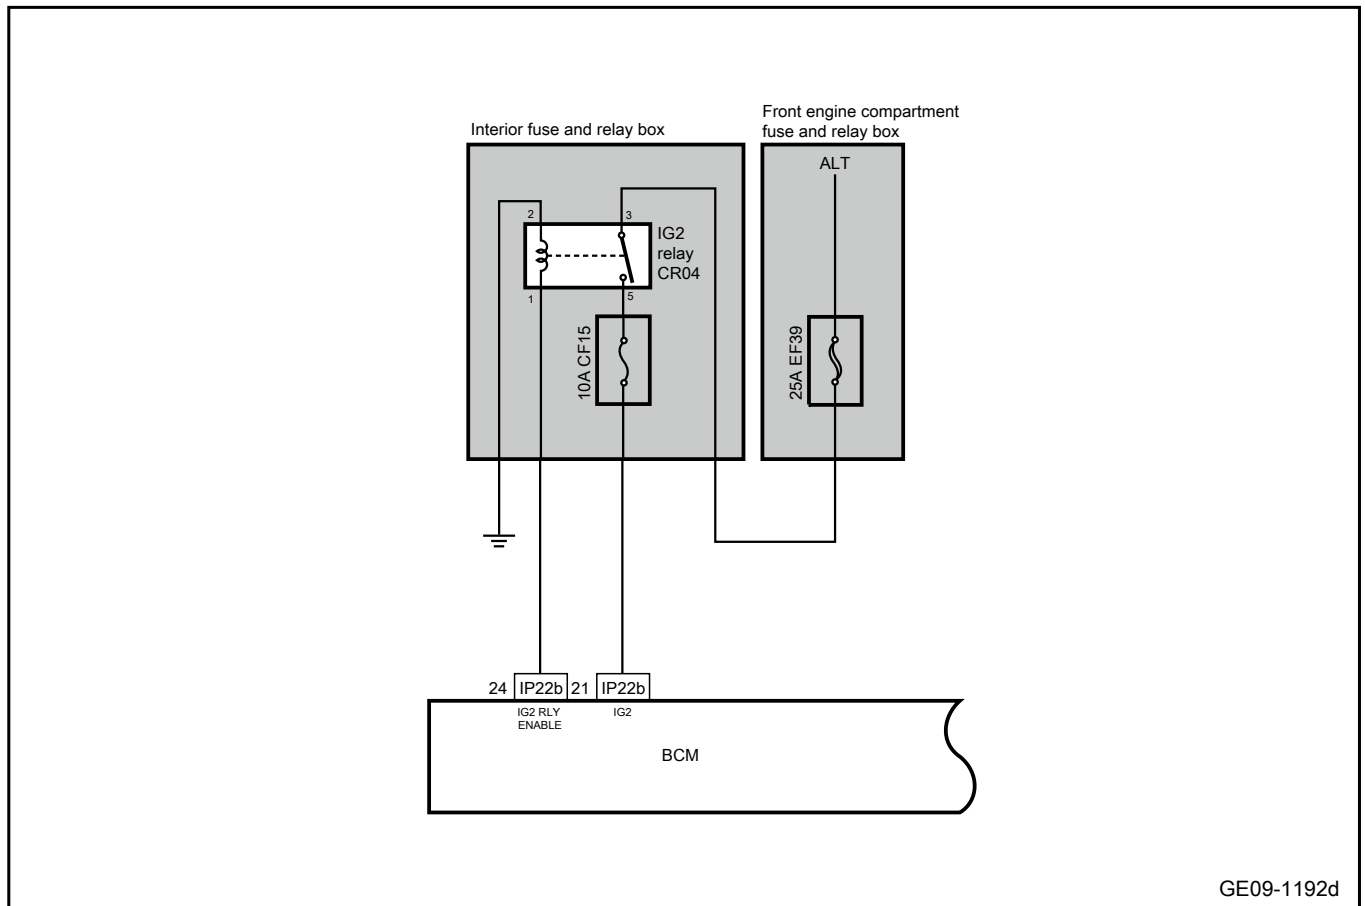 Front engine compartment
fuse and relay box
Interior fuse and relay box
ALT
2
3
IG2
relay
CR04
1
5
10A CF15
25A EF39
24 IP22b 21 IP22b
IG2 RLY
ENABLE
IG2
BCM
GE09-1192d